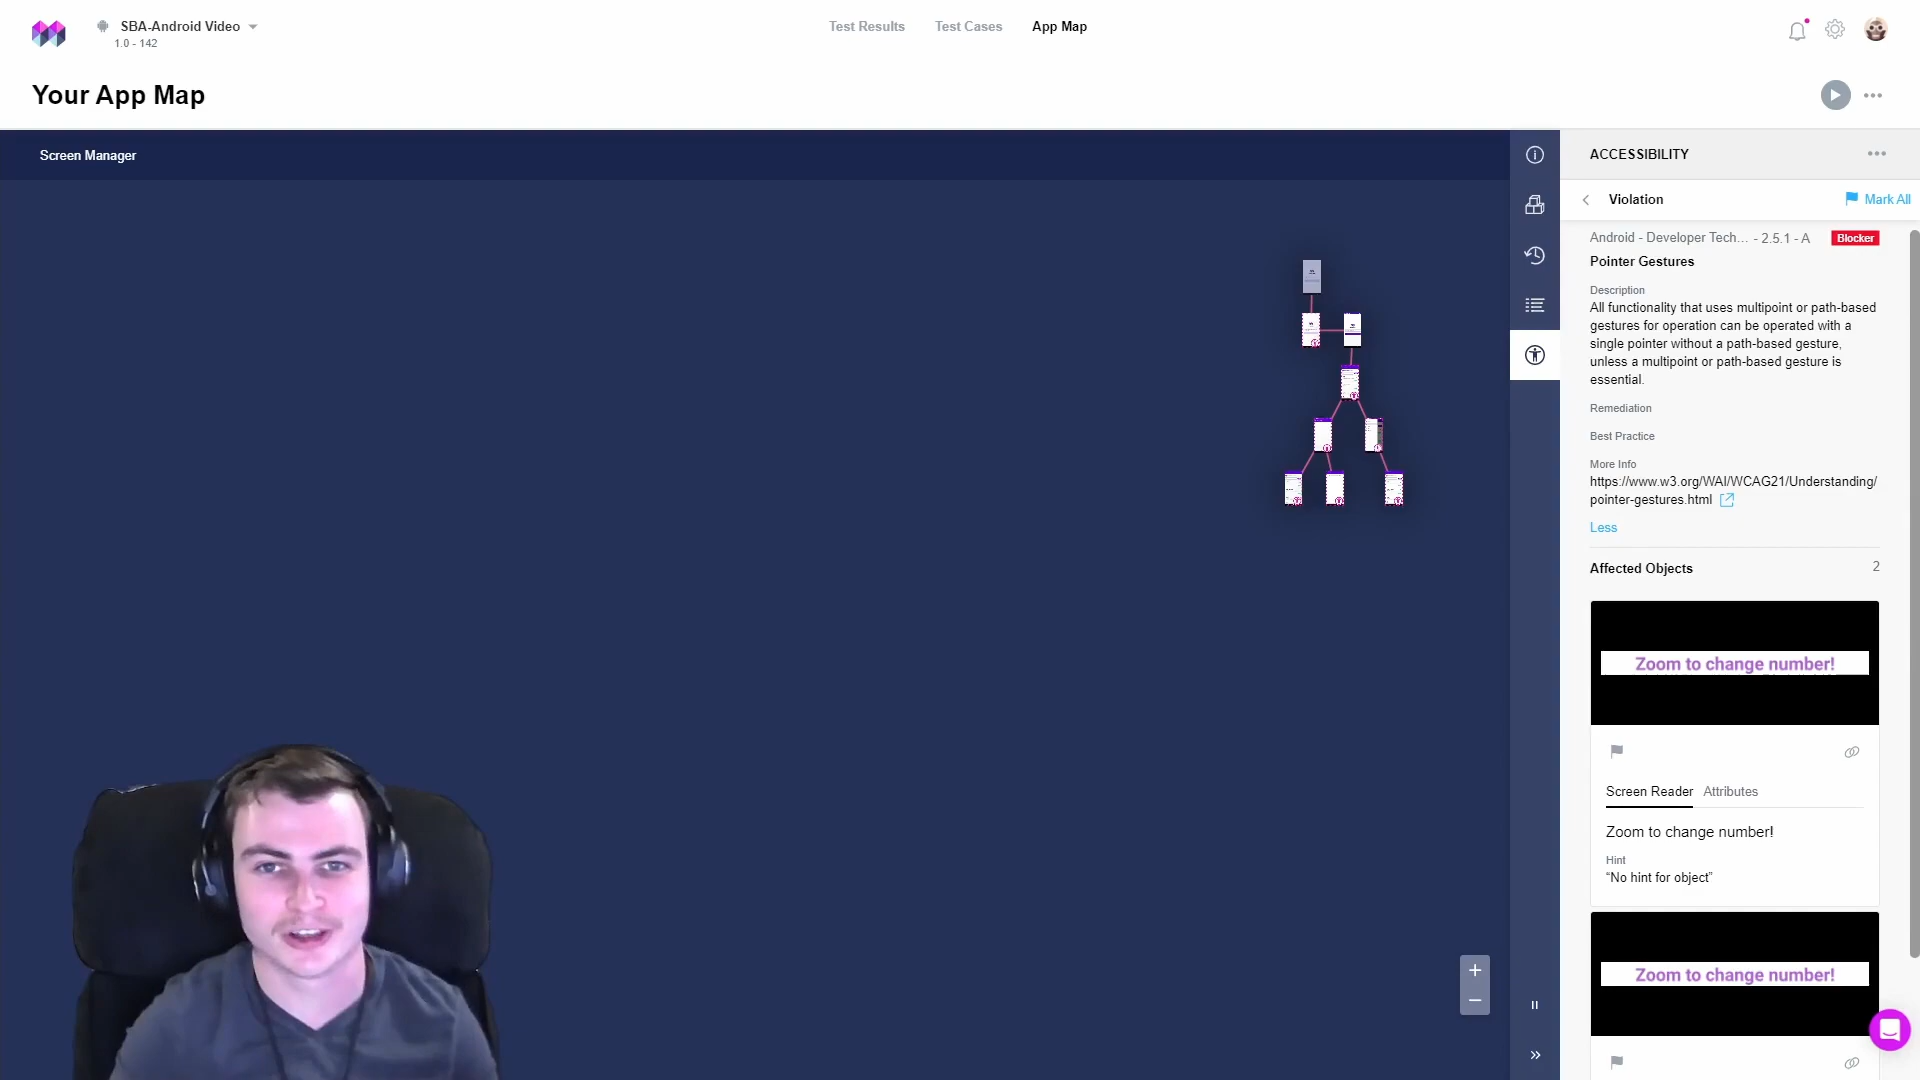 SBA-Android Video
1.0 - 142
Test Results
Test Cases
App Map
Your App Map
Screen Manager
ACCESSIBILITY
Violation
Mark All
Android - Developer Tech... - 2.5.1 - A
Blocker
Pointer Gestures
Description
All functionality that uses multipoint or path-based
gestures for operation can be operated with a
single pointer without a path-based gesture,
unless a multipoint or path-based gesture is
essential.
Remediation
Best Practice
More Info
https://www.w3.org/WAI/WCAG21/Understanding/
pointer-gestures.html
Less
Affected Objects
2
Zoom to change number!
Screen Reader
Attributes
Zoom to change number!
Hint
“No hint for object”
Zoom to change number!